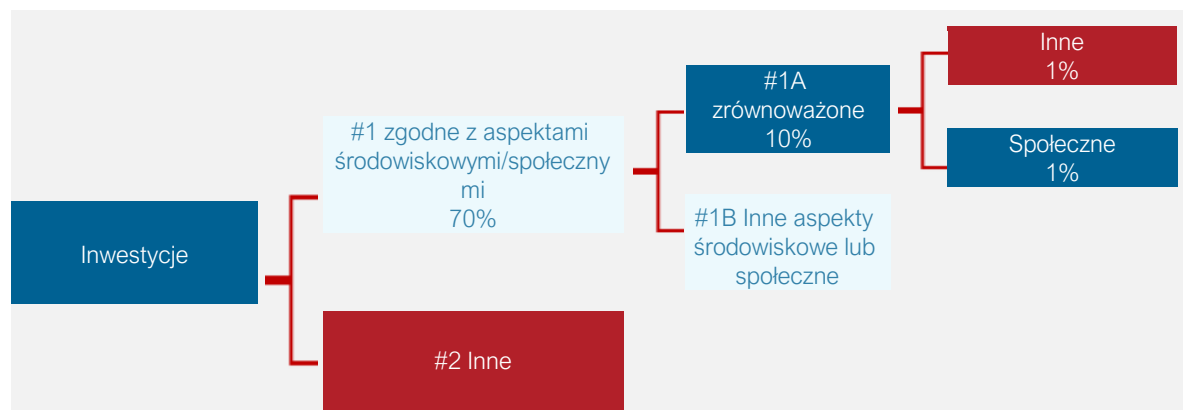 Inwestycje
#1 zgodne z aspektami
środowiskowymi/społeczny
mi
70%
#2 Inne
#1A
zrównoważone
10%
#1B Inne aspekty
środowiskowe lub
społeczne
Inne
1%
Społeczne
1%